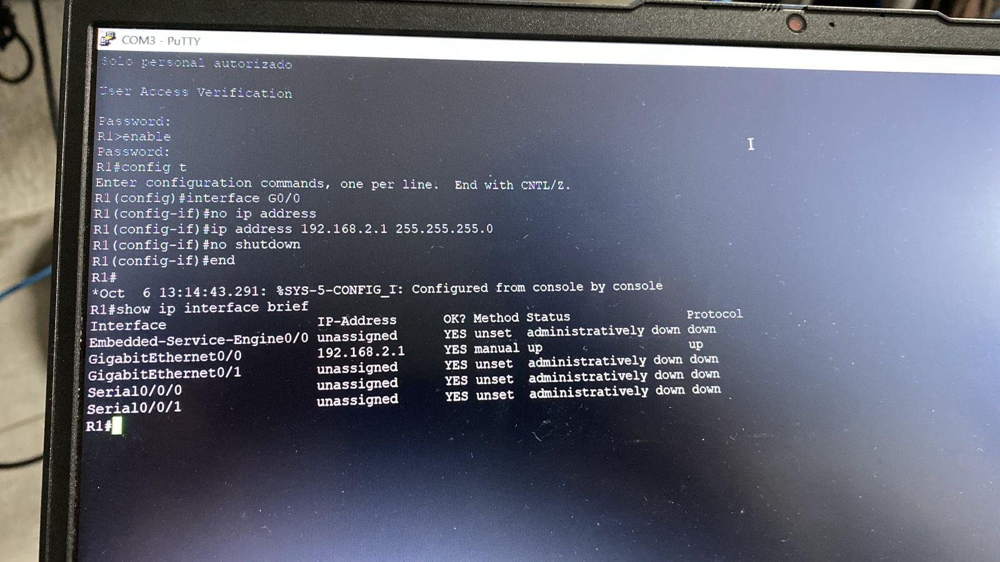 COM3 - PuTTY
Solo personal autorizado
User Access Verification
Password:
R1>enable
Password:
R1#config t
Enter configuration commands, one per line.  End with CNTL/Z.
R1(config)#interface G0/0
R1(config-if)#no ip address
R1(config-if)#ip address 192.168.2.1 255.255.255.0
R1(config-if)#no shutdown
R1(config-if)#end
R1#
*Oct  6 13:14:43.291: %SYS-5-CONFIG_I: Configured from console by console
R1#show ip interface brief
Interface IP-Address OK? Method Status Protocol
Embedded-Service-Engine0/0 unassigned YES unset administratively down down
GigabitEthernet0/0 192.168.2.1 YES manual up up
GigabitEthernet0/1 unassigned YES unset administratively down down
Serial0/0/0 unassigned YES unset administratively down down
Serial0/0/1 unassigned YES unset administratively down down
R1#